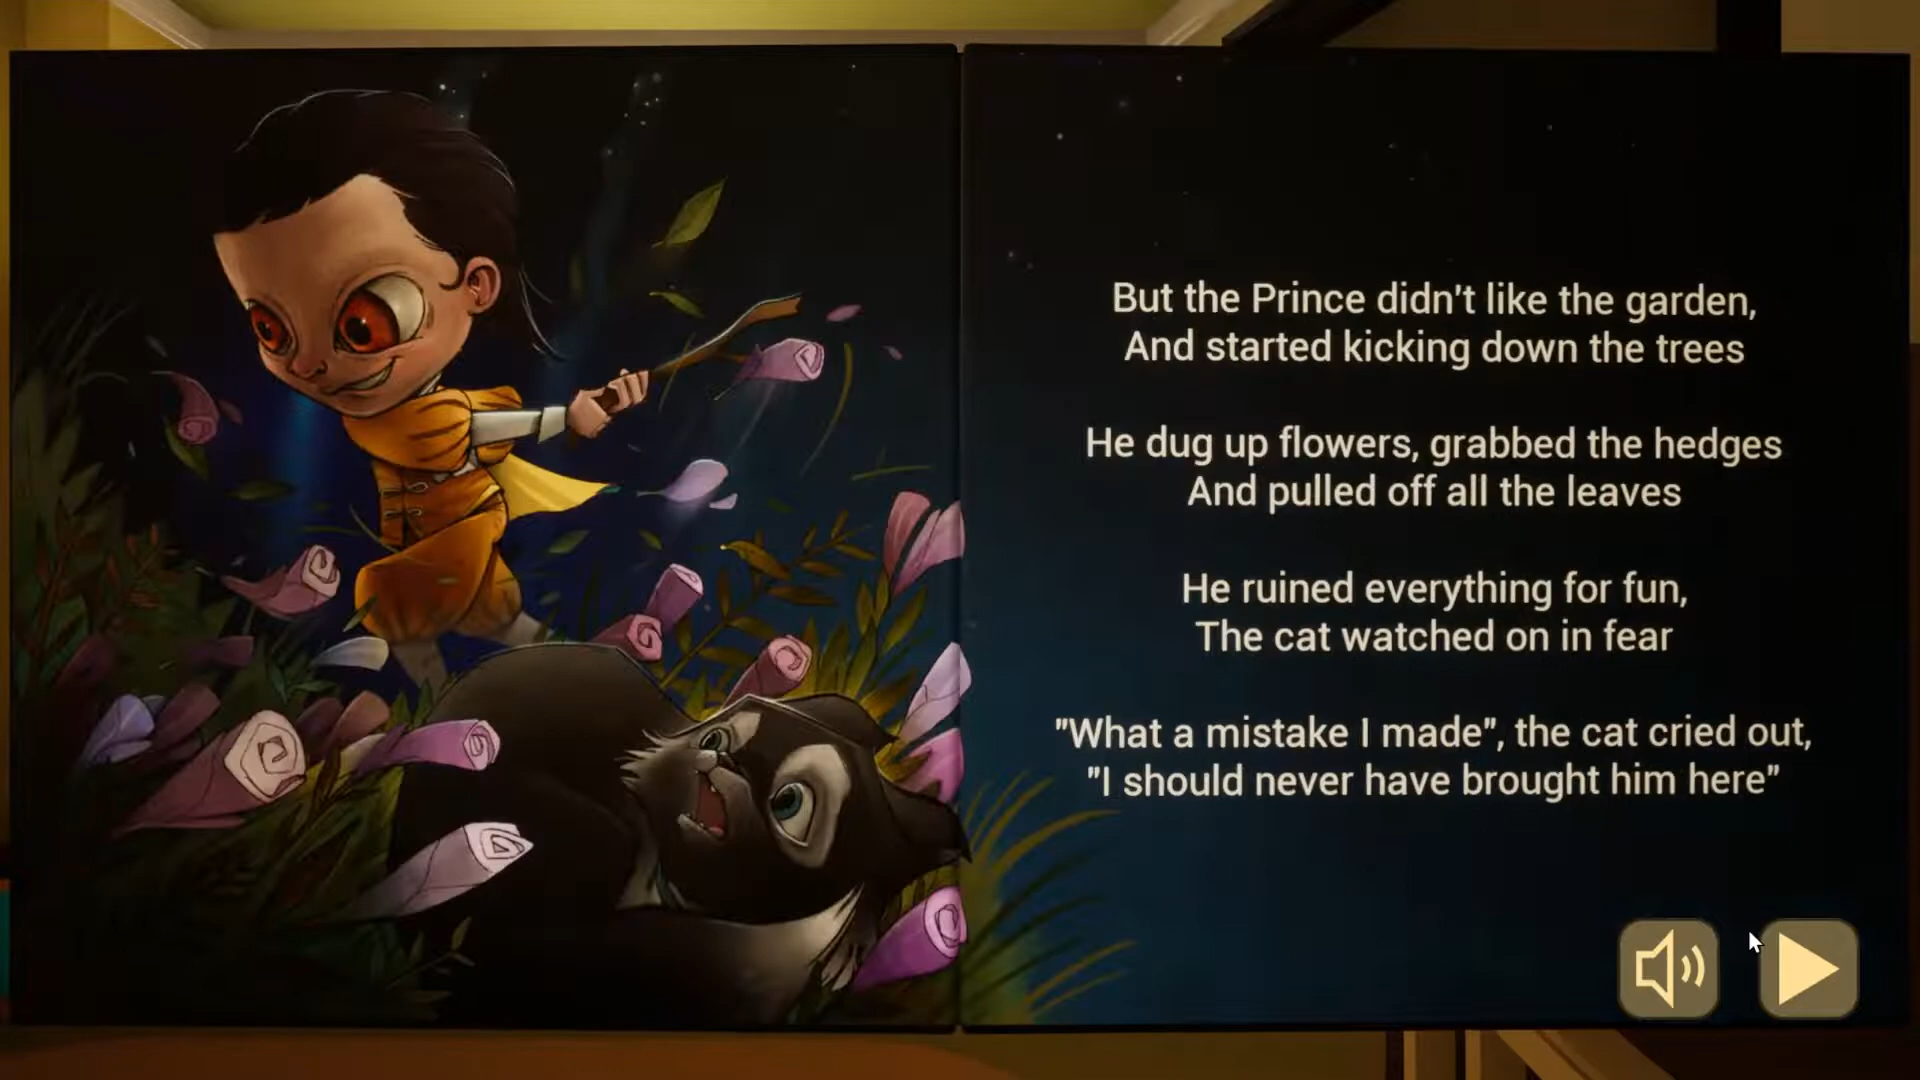 But the Prince didn't like the garden,
And started kicking down the trees
He dug up flowers, grabbed the hedges
And pulled off all the leaves
He ruined everything for fun,
The cat watched on in fear
"What a mistake I made", the cat cried out,
"I should never have brought him here"